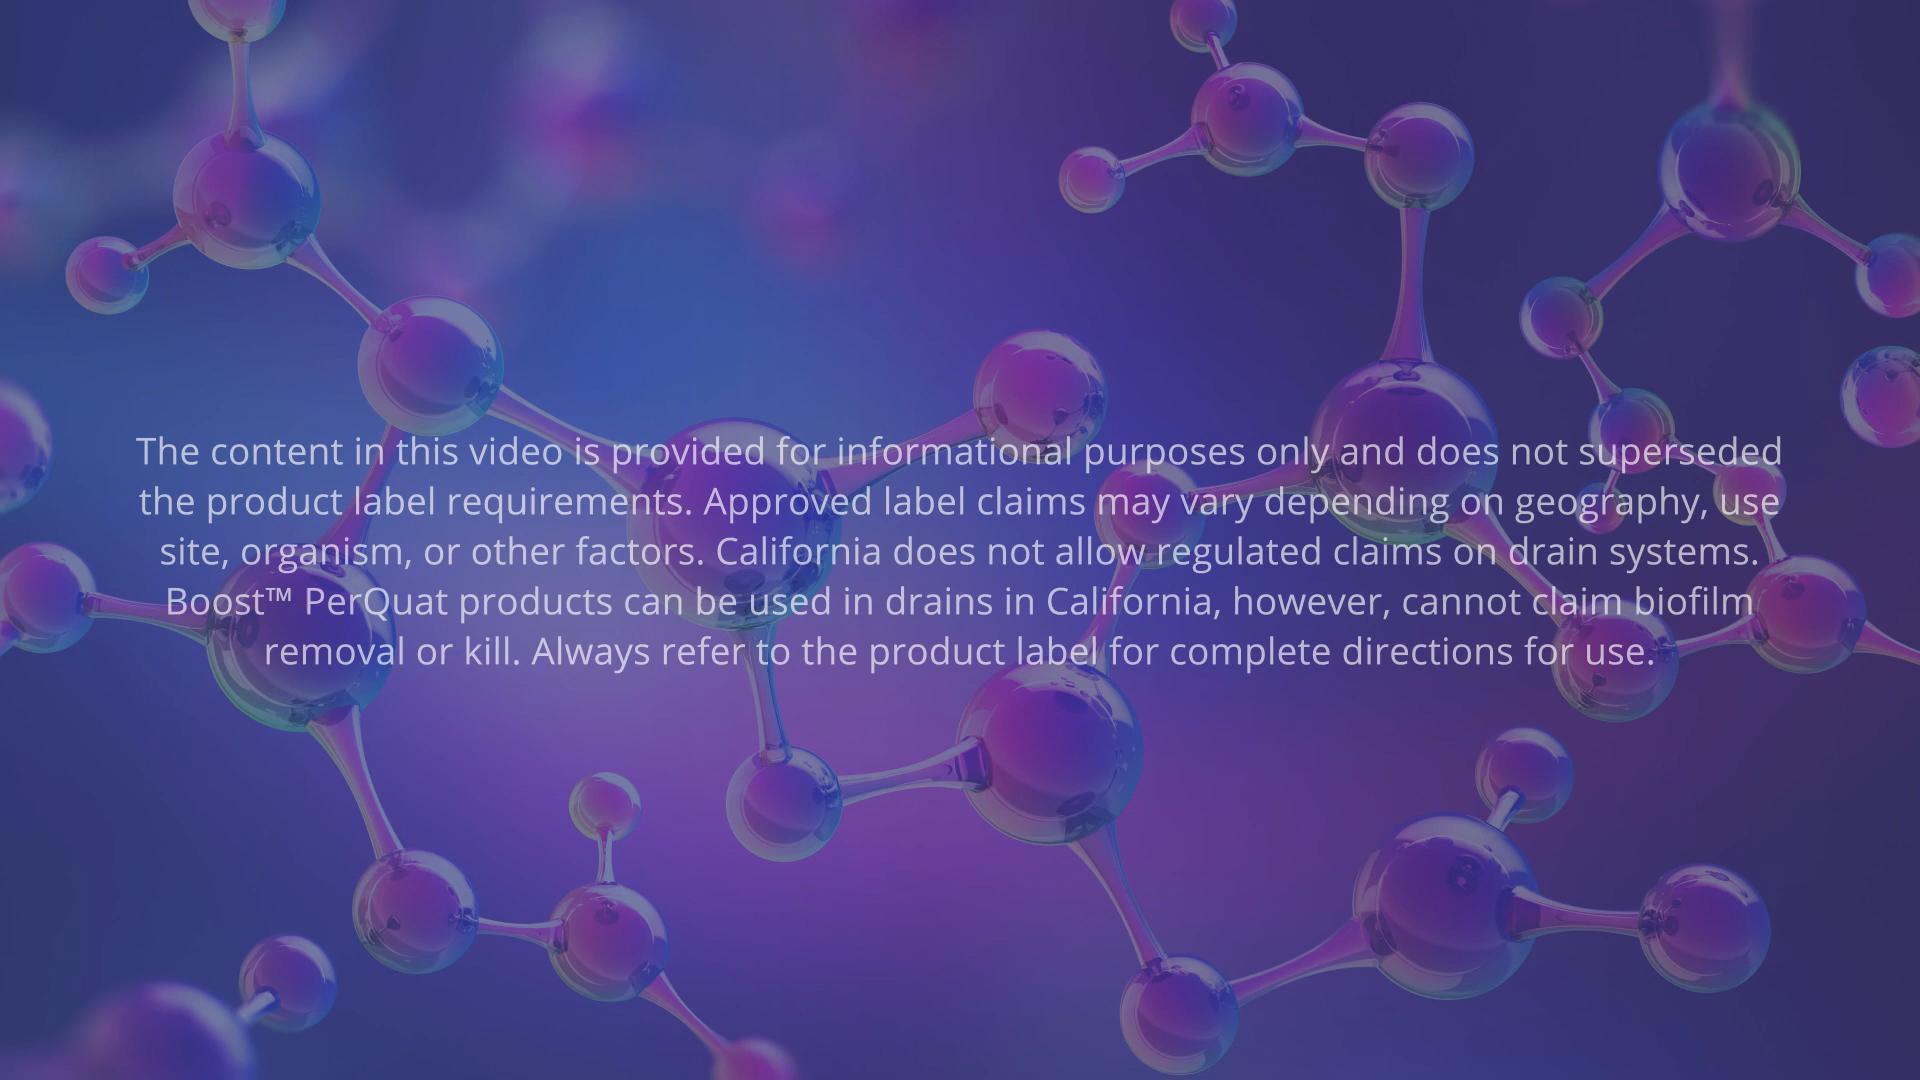 The content in this video is provided for informational purposes only and does not superseded
the product label requirements. Approved label claims may vary depending on geography, use
site, organism, or other factors. California does not allow regulated claims on drain systems.
Boost™ PerQuat products can be used in drains in California, however, cannot claim biofilm
removal or kill. Always refer to the product label for complete directions for use.